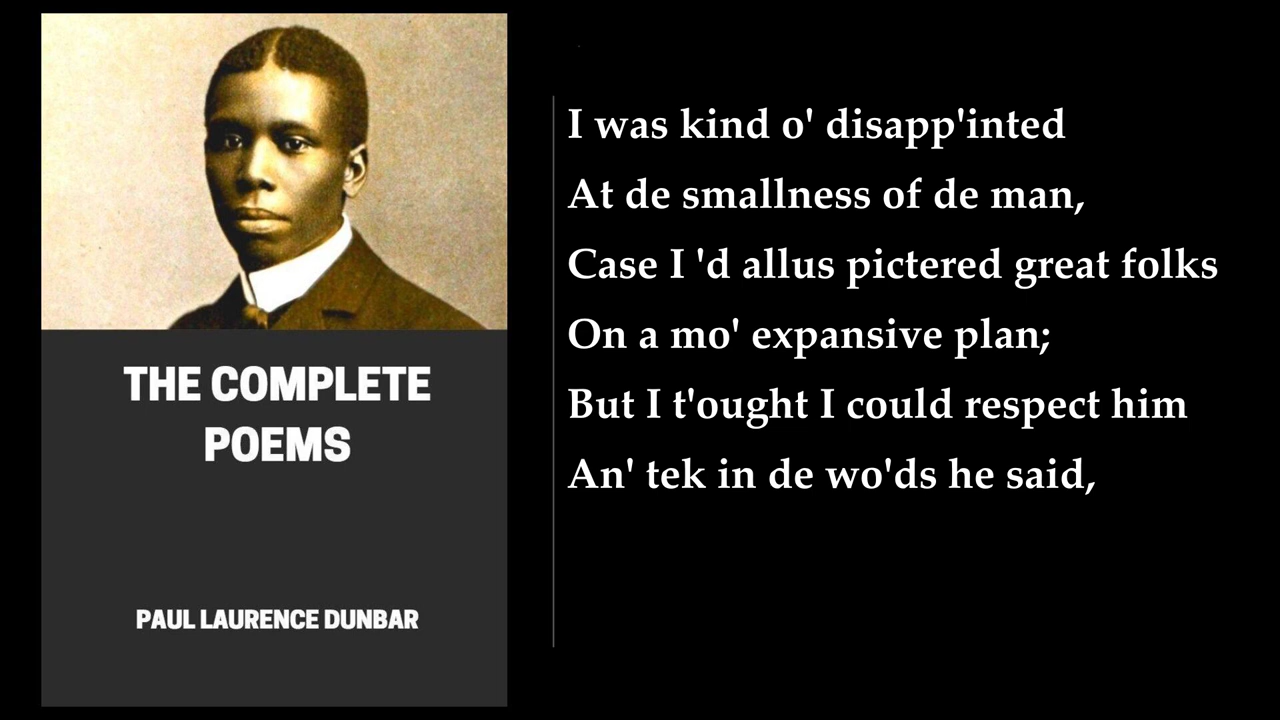 THE COMPLETE
POEMS
PAUL LAURENCE DUNBAR
I was kind o' disapp'inted
At de smallness of de man,
Case I 'd allus pictered great folks
On a mo' expansive plan;
But I t'ought I could respect him
An' tek in de wo'ds he said,